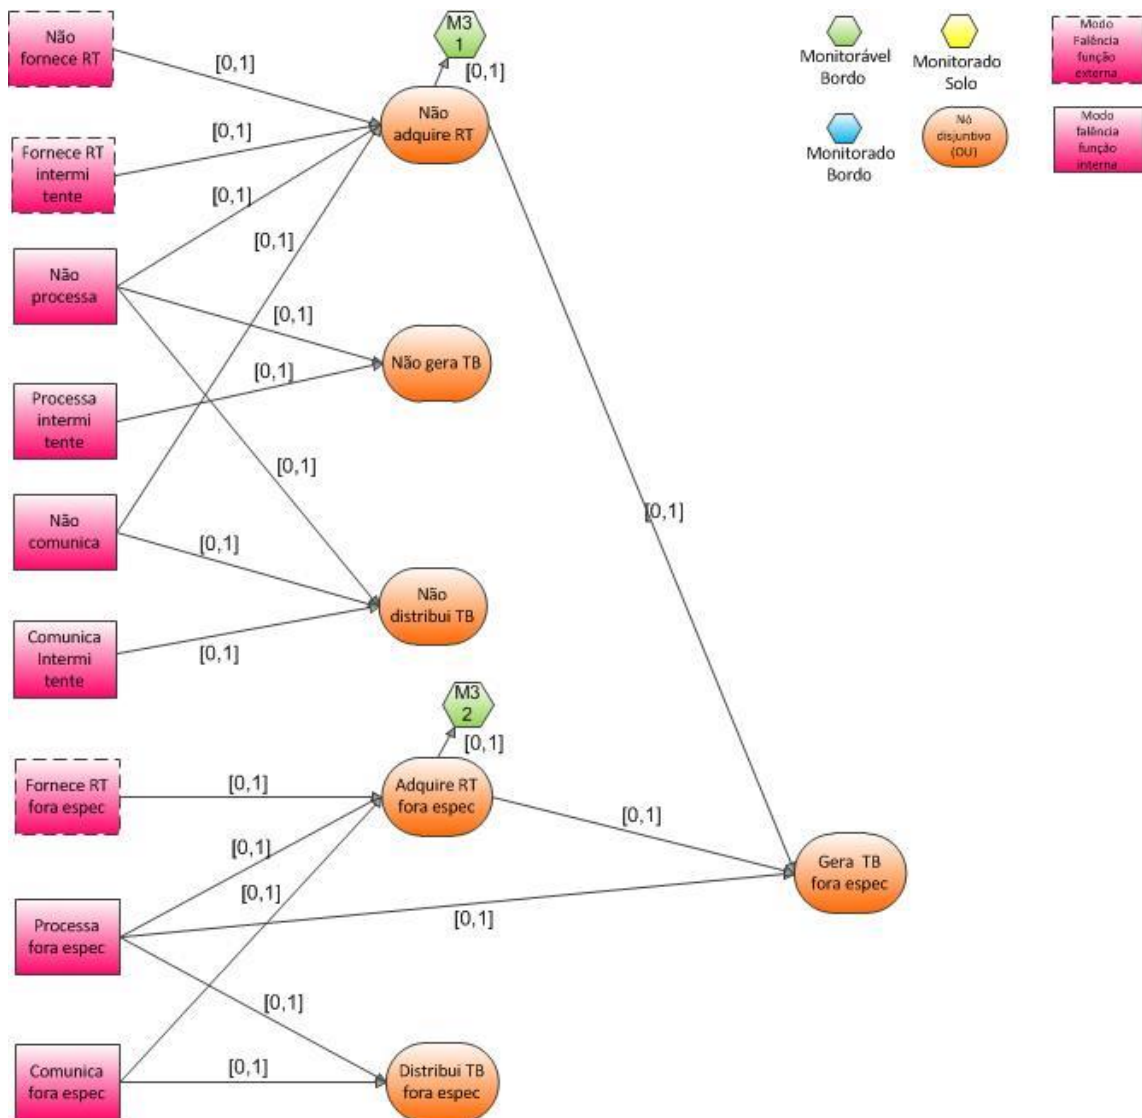 Não
fornece RT
[0,1]
M3
1
[0,1]
Não
adquire RT
Monitorável
Bordo
Monitorado
Solo
Modo
Falência
função
externa
Fornece RT
intermi
tente
[0,1]
Monitorado
Bordo
Nó
disjuntivo
(OU)
Modo
falência
função
interna
[0,1]
[0,1]
Não
processa
[0,1]
Não gera TB
[0,1]
Processa
intermi
tente
[0,1]
[0,1]
Não
comunica
[0,1]
Não
distribui TB
Comunica
Intermi
tente
[0,1]
M3
2
[0,1]
Fornece RT
fora espec
[0,1]
Adquire RT
fora espec
[0,1]
[0,1]
[0,1]
Gera TB
fora espec
Processa
fora espec
[0,1]
[0,1]
Comunica
fora espec
[0,1]
Distribui TB
fora espec